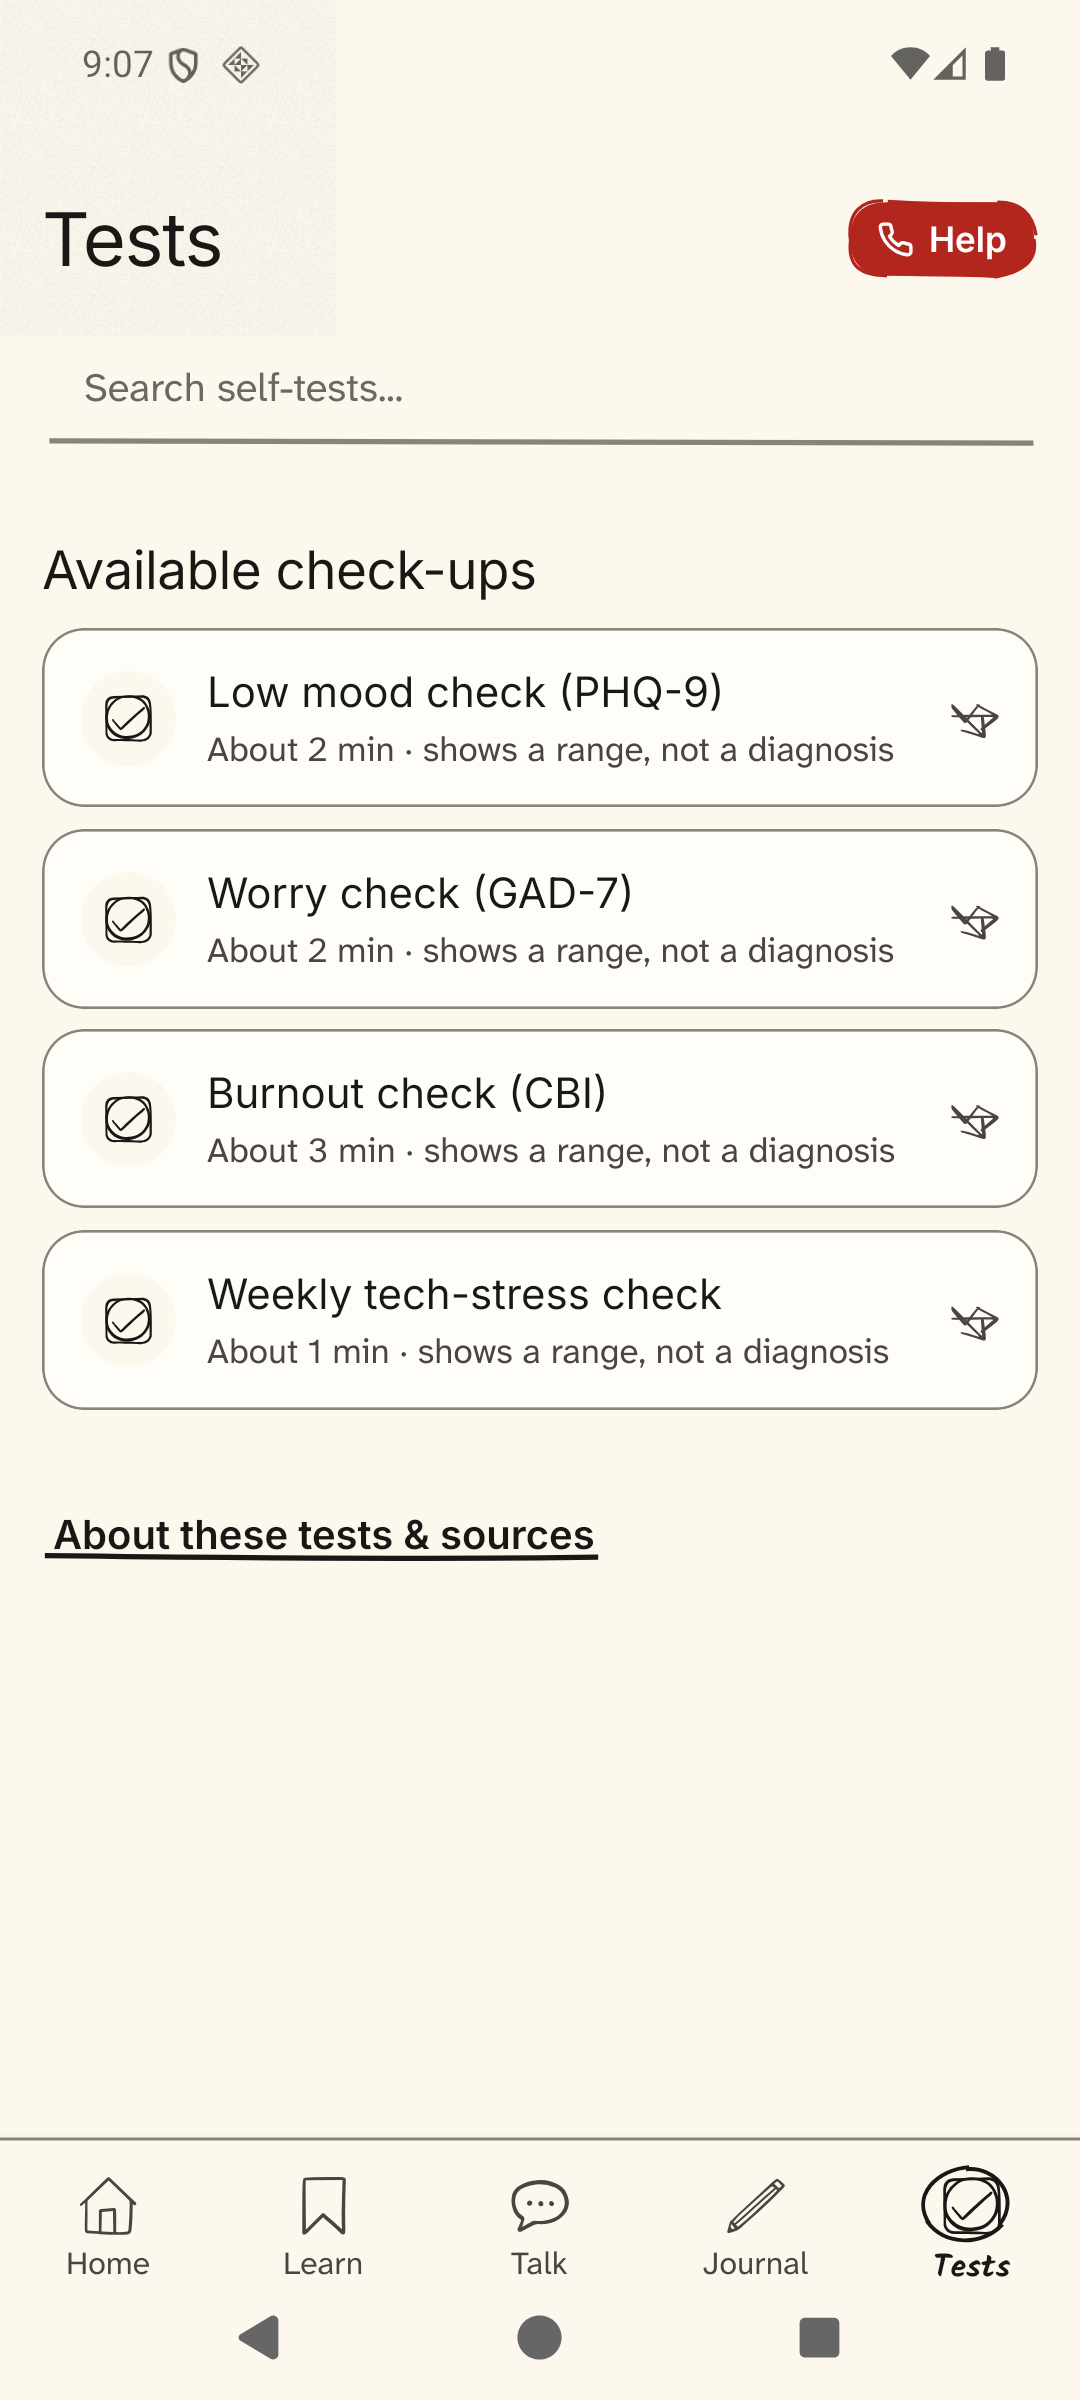 9:07
Tests
Help
Search self-tests...
Available check-ups
Low mood check (PHQ-9)
About 2 min · shows a range, not a diagnosis
Worry check (GAD-7)
About 2 min · shows a range, not a diagnosis
Burnout check (CBI)
About 3 min · shows a range, not a diagnosis
Weekly tech-stress check
About 1 min · shows a range, not a diagnosis
About these tests & sources
Home
Learn
Talk
Journal
Tests